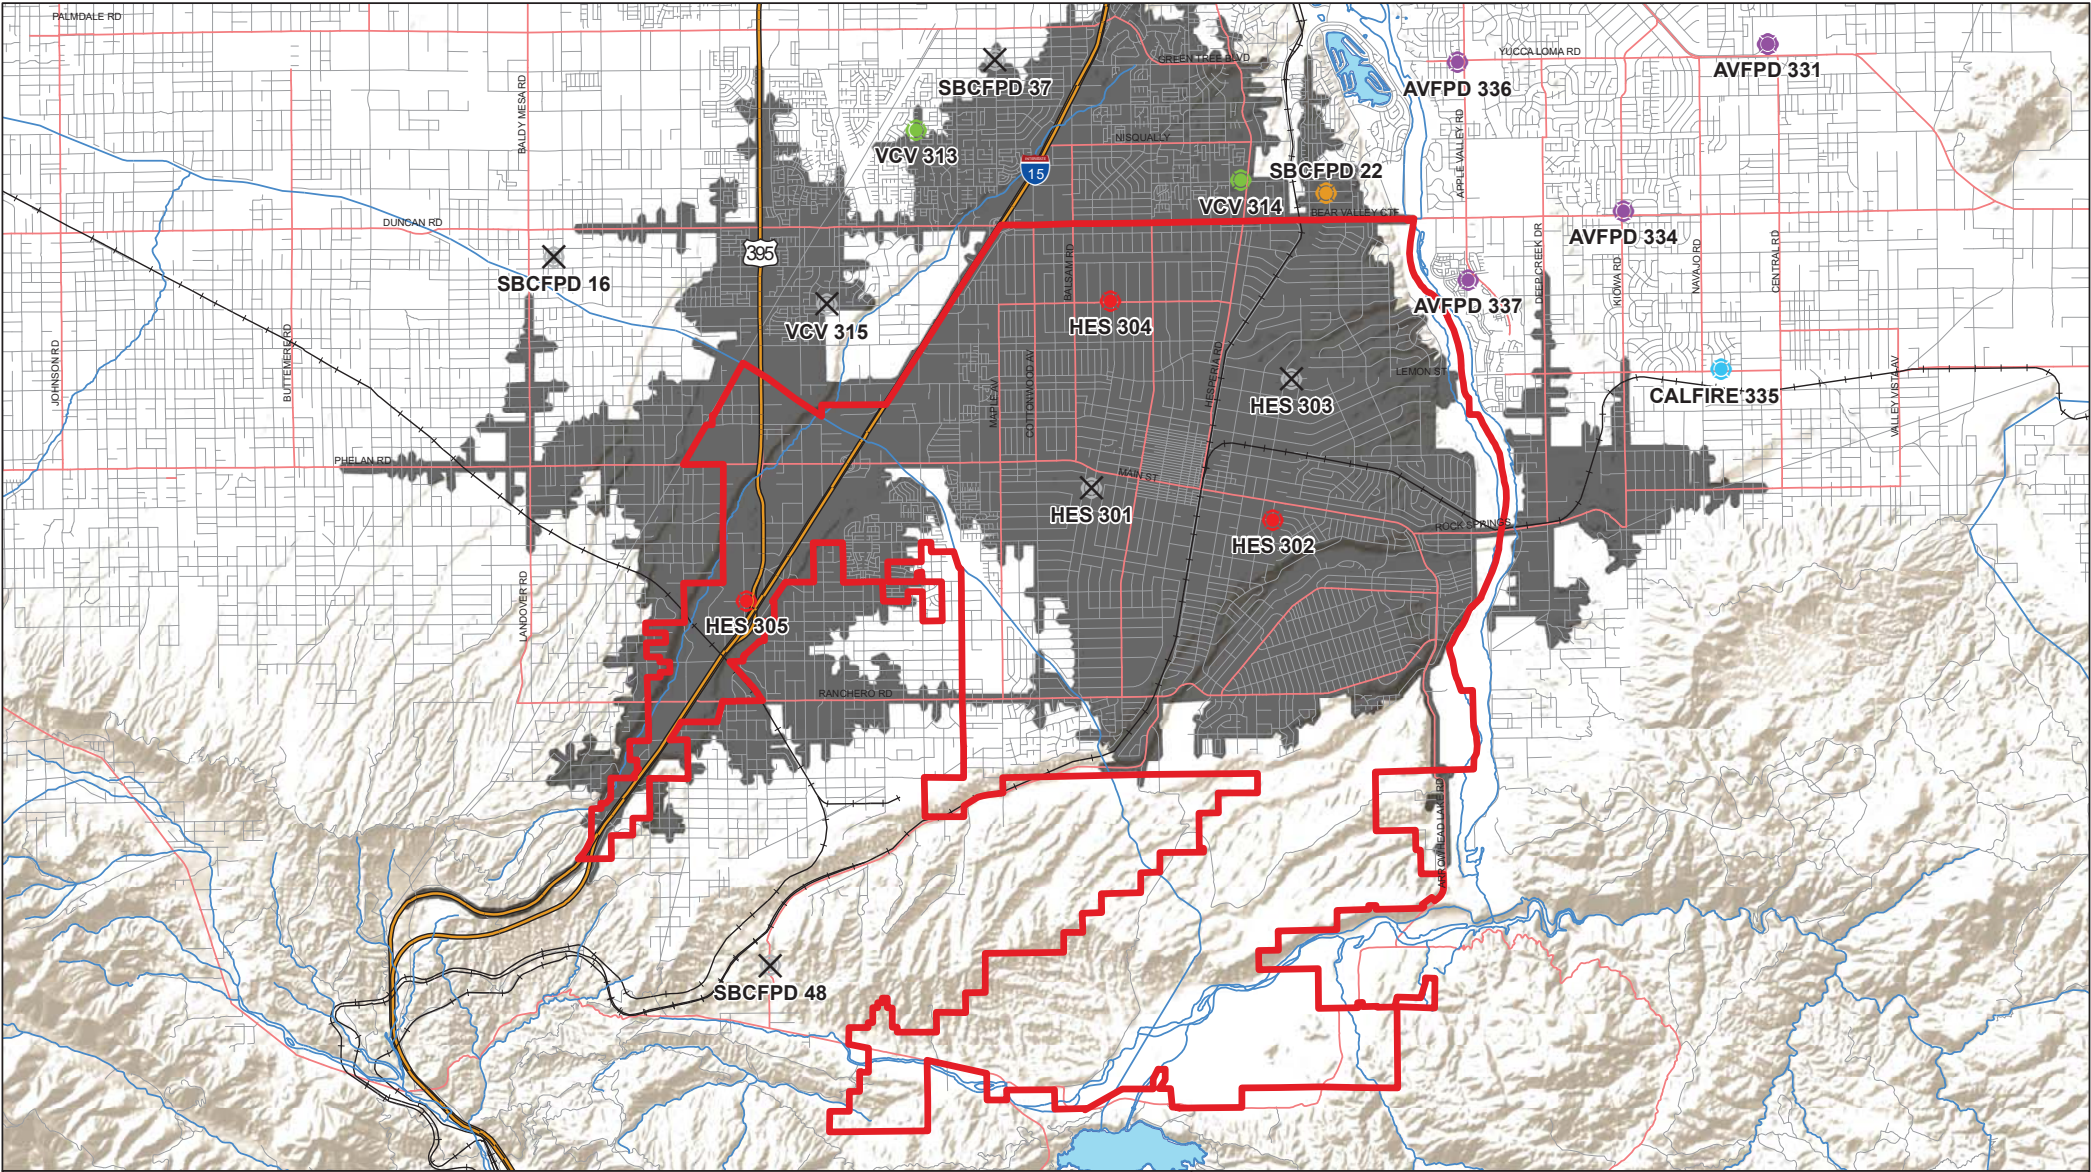 PALMDALE RD
GREEN TREE BLVD
YUCCA LOMA RD
AVFPD 331
SBCFPD 37
AVFPD 336
BALDY MESA RD
NISQUALLY
APPLE VALLEY RD
VCV 313
15
SBCFPD 22
VCV 314
BEAR VALLEY CTF
DUNCAN RD
AVFPD 334
395
BALSAM RD
DEEP CREEK DR
KIOWA RD
NAVAJO RD
CENTRAL RD
SBCFPD 16
AVFPD 337
VCV 315
HES 304
JOHNSON RD
BUTTEMERE RD
HESPERIA RD
LEMON ST
CALFIRE 335
VALLEY VISTA AV
MAPLE AV
COTTONWOOD AV
HES 303
PHELAN RD
MAIN ST
HES 301
ROCK SPRINGS
HES 302
LANDOVER RD
HES 305
RANCHERO RD
ARROWHEAD LAKE RD
SBCFPD 48